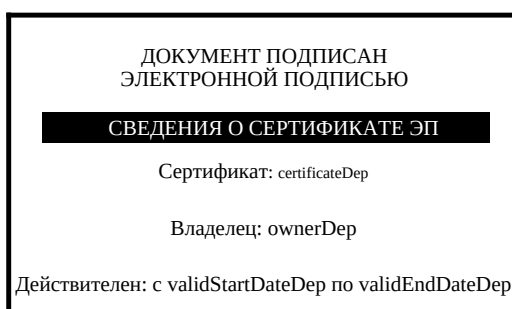 ДОКУМЕНТ ПОДПИСАН
ЭЛЕКТРОННОЙ ПОДПИСЬЮ
СВЕДЕНИЯ О СЕРТИФИКАТЕ ЭП
Сертификат: certificateDep
Владелец: ownerDep
Действителен: с validStartDateDep по validEndDateDep